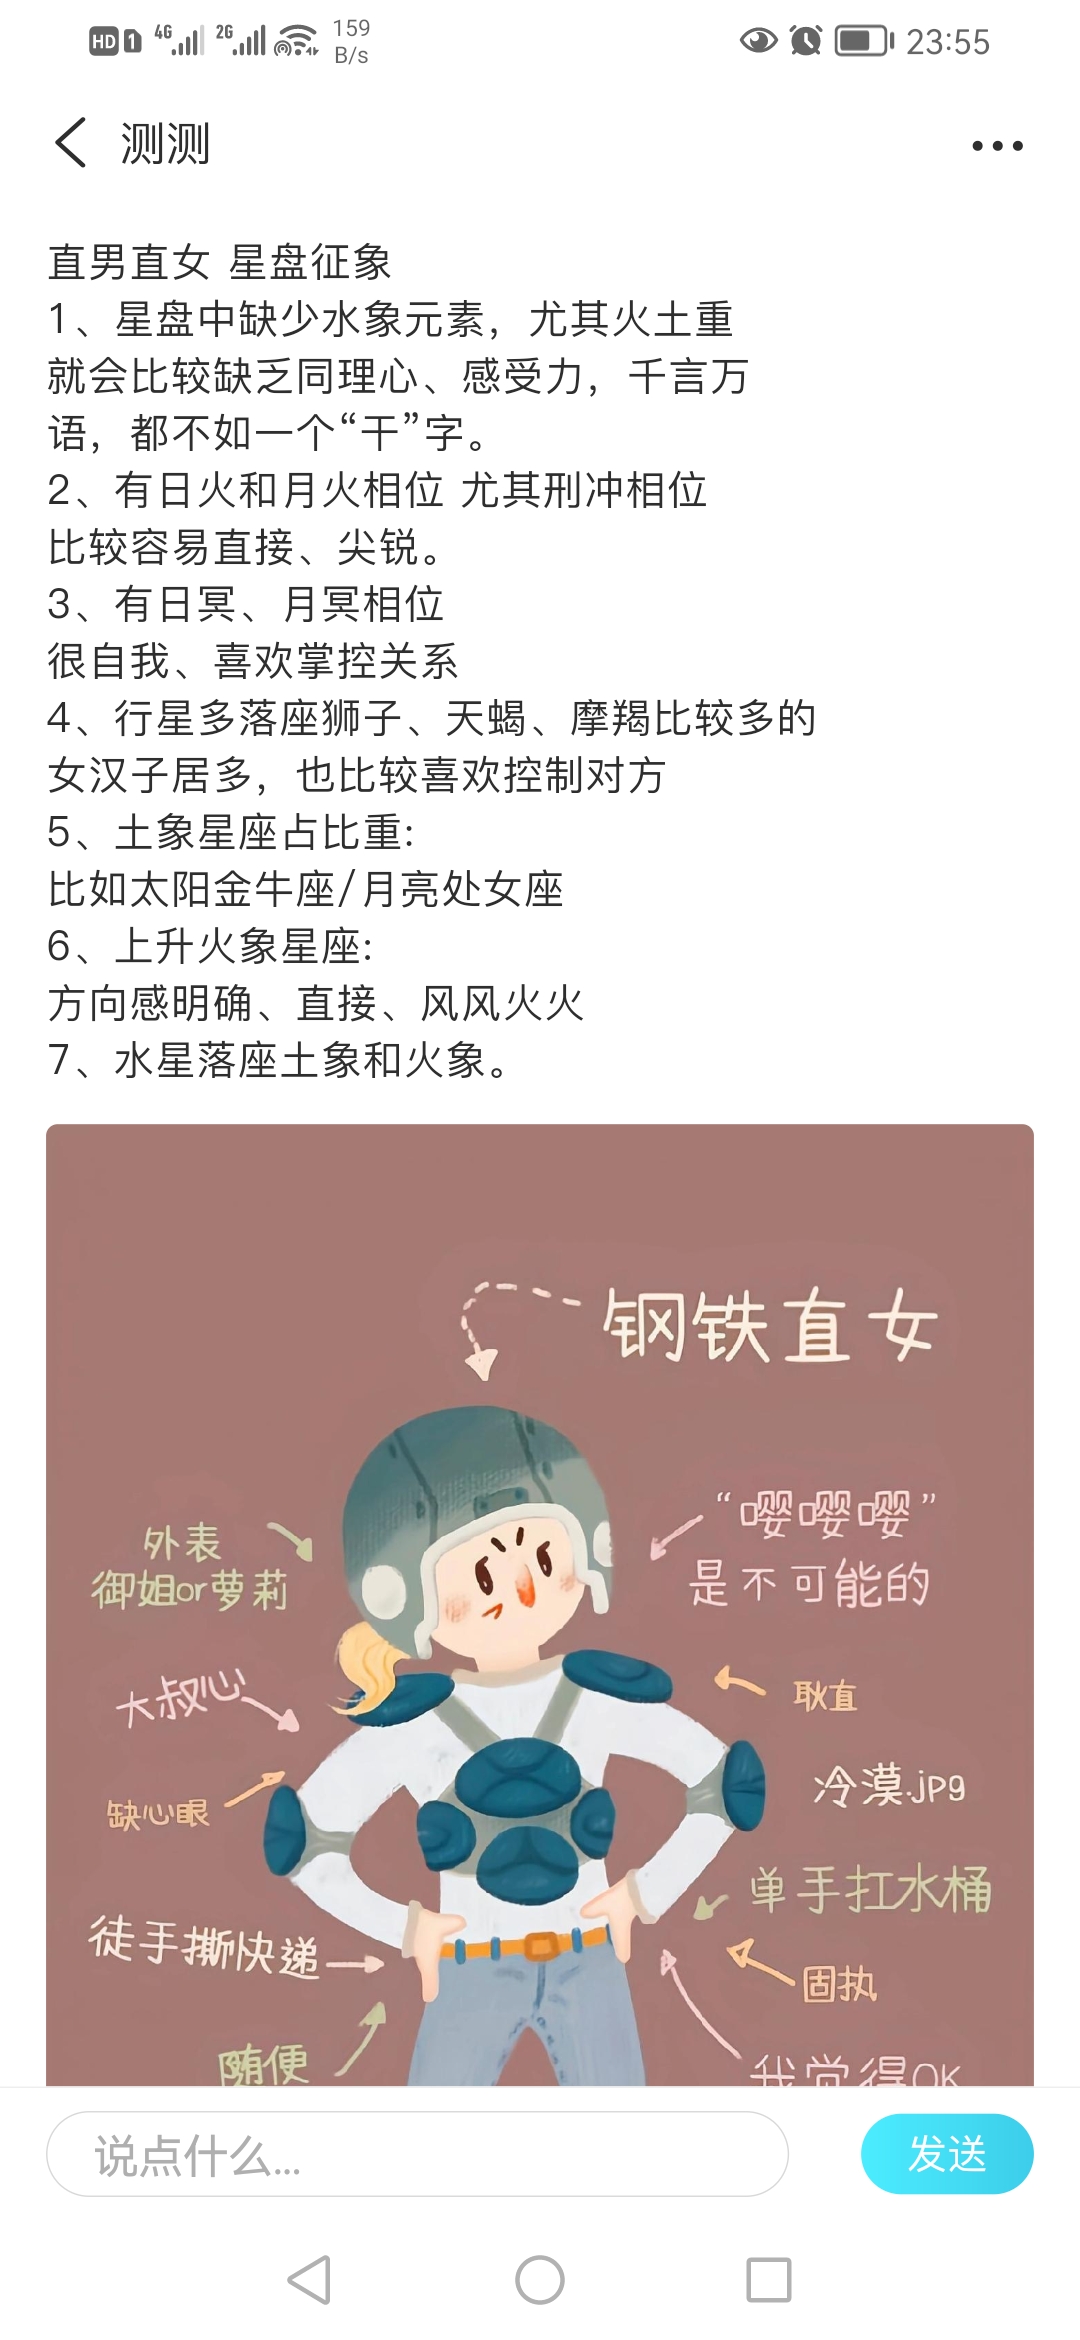 HD 1 4G 2G 159 B/s 23:55
测测
直男直女 星盘征象
1、星盘中缺少水象元素，尤其火土重
就会比较缺乏同理心、感受力，千言万
语，都不如一个“干”字。
2、有日火和月火相位 尤其刑冲相位
比较容易直接、尖锐。
3、有日冥、月冥相位
很自我、喜欢掌控关系
4、行星多落座狮子、天蝎、摩羯比较多的
女汉子居多，也比较喜欢控制对方
5、土象星座占比重:
比如太阳金牛座/月亮处女座
6、上升火象星座:
方向感明确、直接、风风火火
7、水星落座土象和火象。
钢铁直女
“嘤嘤嘤”
是不可能的
外表
御姐or萝莉
大叔心
耿直
缺心眼
冷漠.jpg
单手扛水桶
徒手撕快递
固执
随便
我觉得OK
说点什么...
发送